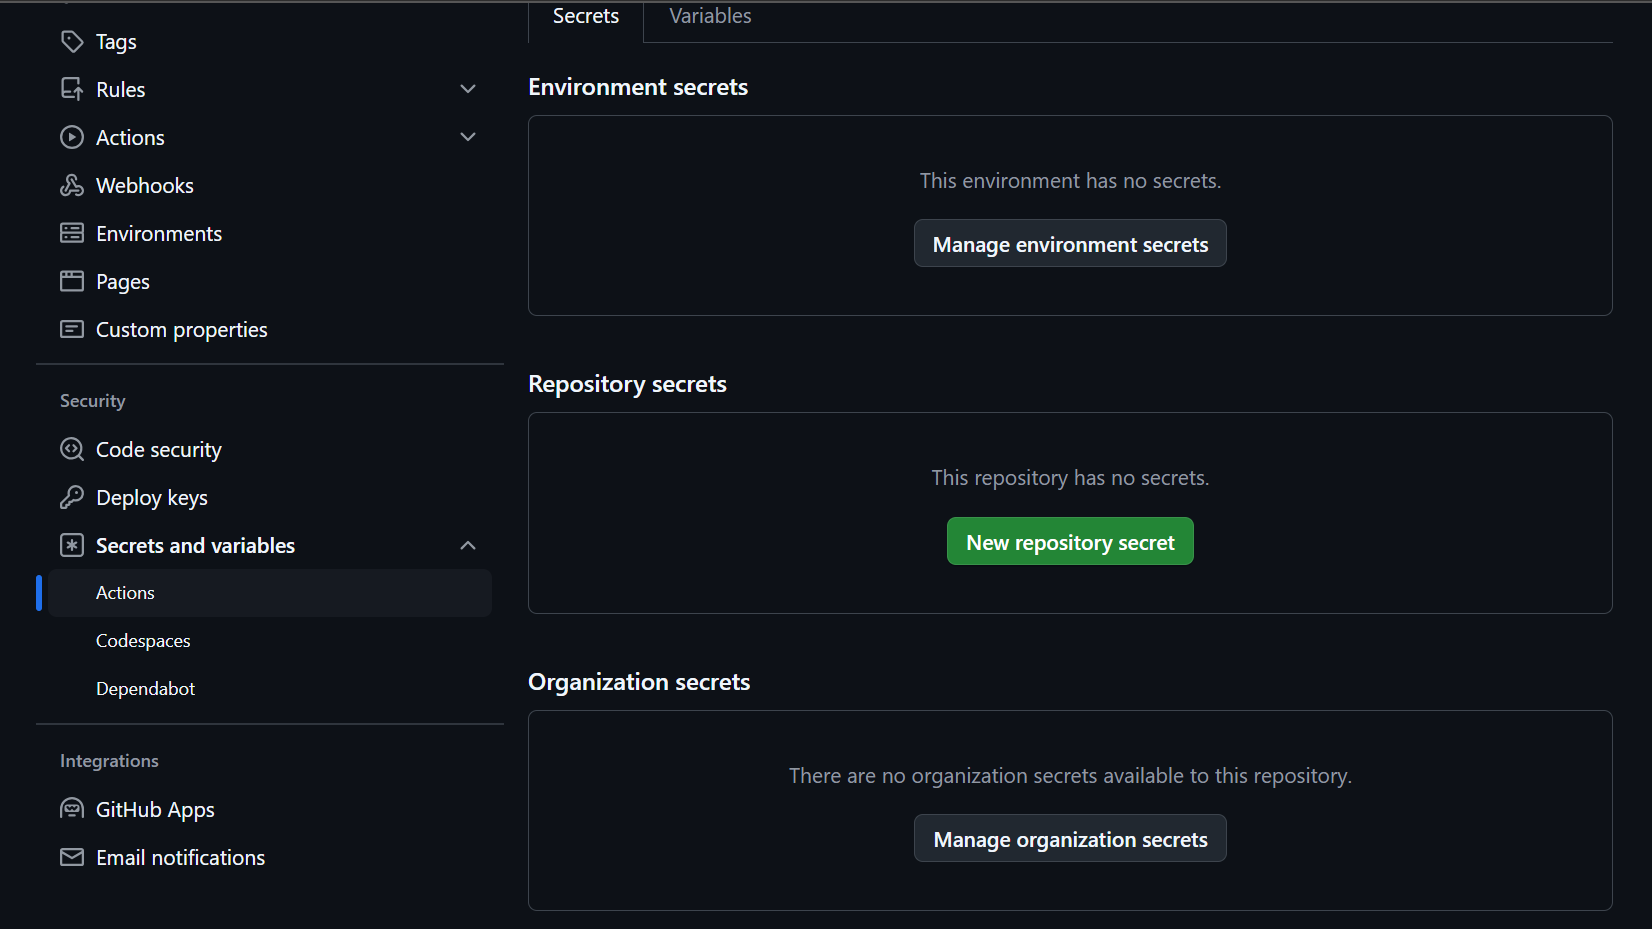 Tags
Rules
Actions
Webhooks
Environments
Pages
Custom properties
Security
Code security
Deploy keys
Secrets and variables
Actions
Codespaces
Dependabot
Integrations
GitHub Apps
Email notifications
Secrets
Variables
Environment secrets
This environment has no secrets.
Manage environment secrets
Repository secrets
This repository has no secrets.
New repository secret
Organization secrets
There are no organization secrets available to this repository.
Manage organization secrets